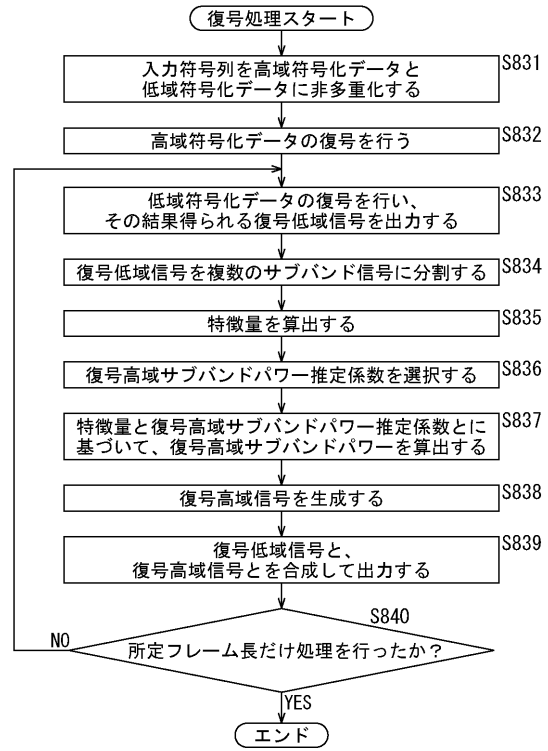 復号処理スタート
S831
入力符号列を高域符号化データと
低域符号化データに非多重化する
S832
高域符号化データの復号を行う
S833
低域符号化データの復号を行い、
その結果得られる復号低域信号を出力する
S834
復号低域信号を複数のサブバンド信号に分割する
S835
特徴量を算出する
S836
復号高域サブバンドパワー推定係数を選択する
S837
特徴量と復号高域サブバンドパワー推定係数とに
基づいて、復号高域サブバンドパワーを算出する
S838
復号高域信号を生成する
S839
復号低域信号と、
復号高域信号とを合成して出力する
S840
NO
所定フレーム長だけ処理を行ったか？
YES
エンド